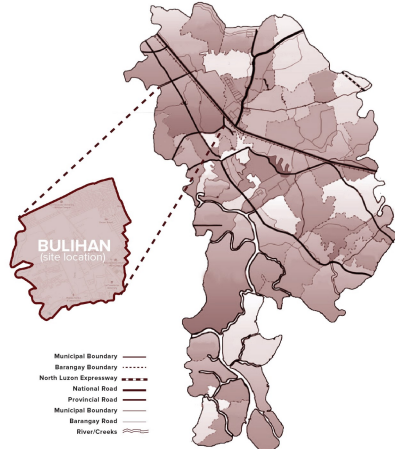 BULIHAN
(site location)
Municipal Boundary
Barangay Boundary
North Luzon Expressway
National Road
Provincial Road
Municipal Boundary
Barangay Road
River/Creeks